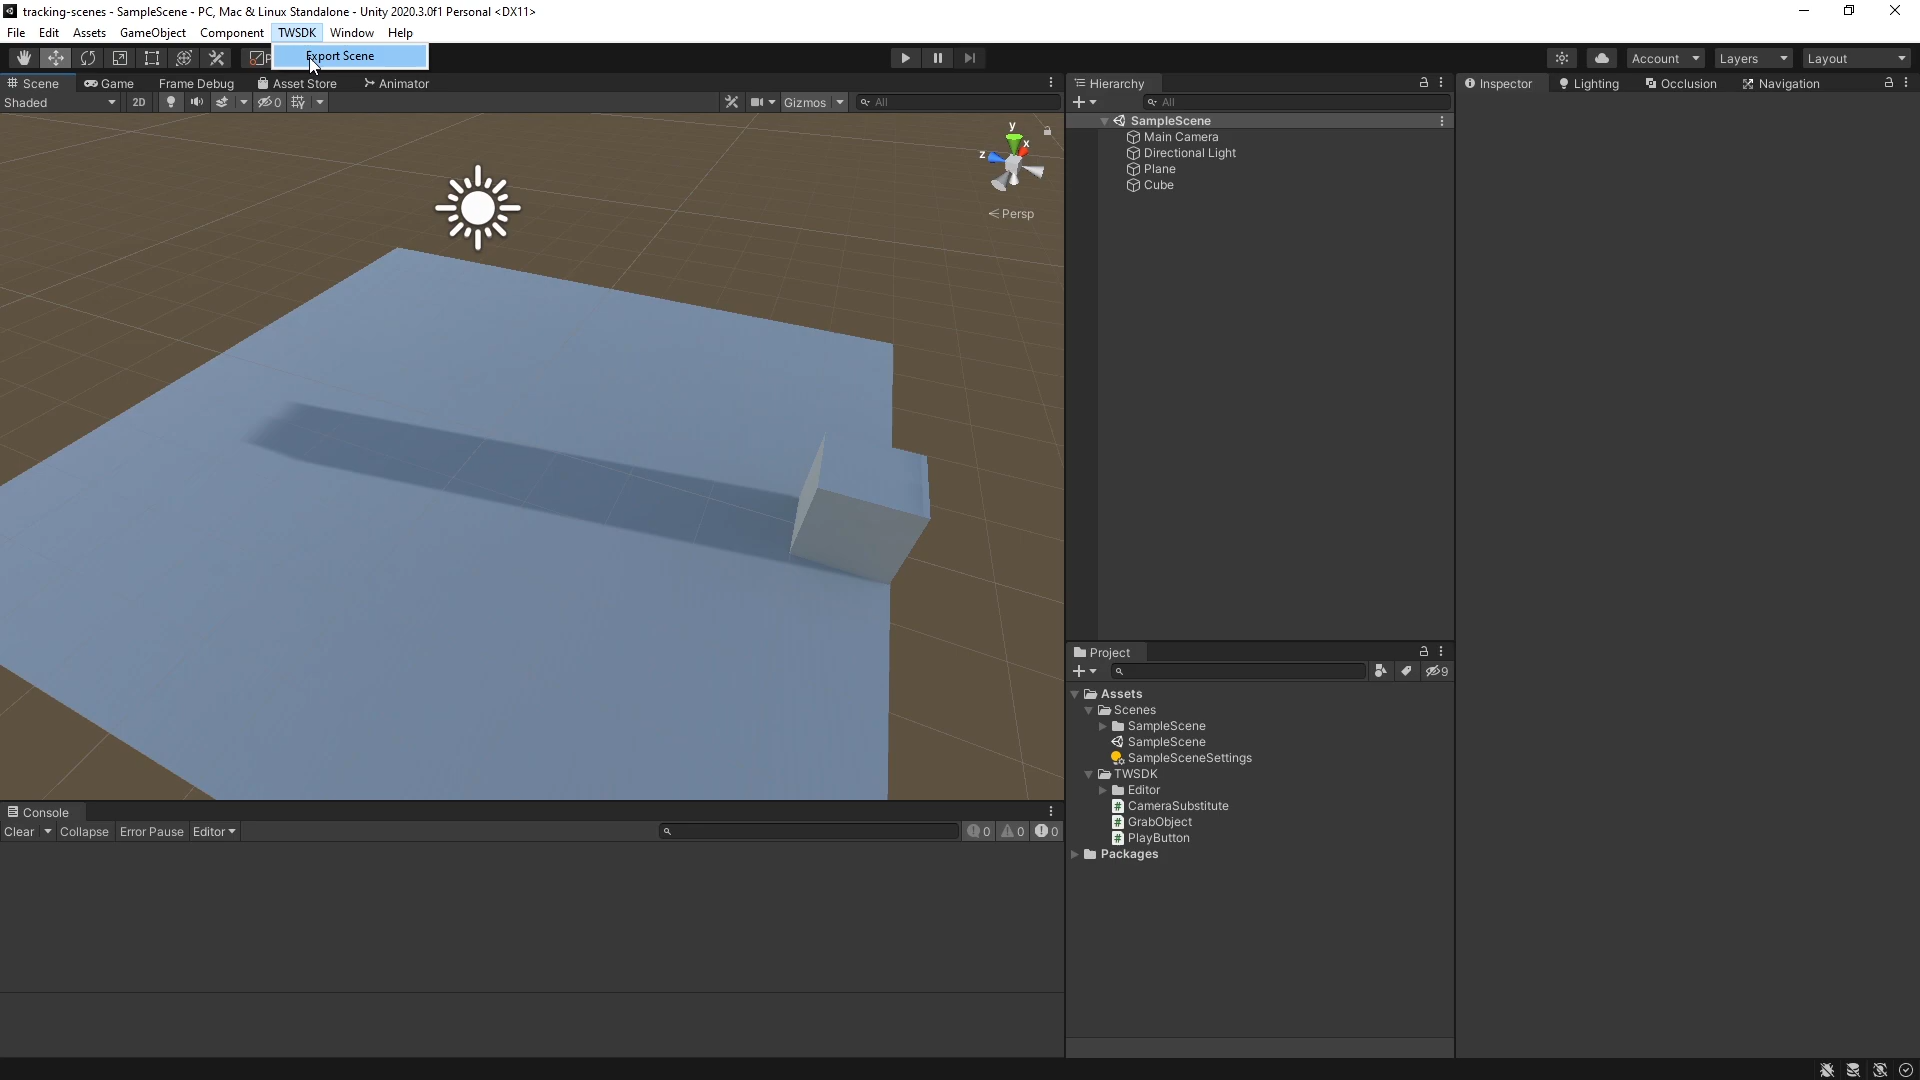 tracking-scenes - SampleScene - PC, Mac & Linux Standalone - Unity 2020.3.0f1 Personal <DX11>
File Edit Assets GameObject Component TWSDK Window Help
Export Scene
Account Layers Layout
Scene Game Frame Debug Asset Store Animator
Shaded 2D 0 Gizmos All
y
x
z
Persp
Hierarchy
All
SampleScene
Main Camera
Directional Light
Plane
Cube
Inspector Lighting Occlusion Navigation
Project
9
Assets
Scenes
SampleScene
SampleScene
SampleSceneSettings
TWSDK
Editor
CameraSubstitute
GrabObject
PlayButton
Packages
Console
Clear Collapse Error Pause Editor 0 0 0